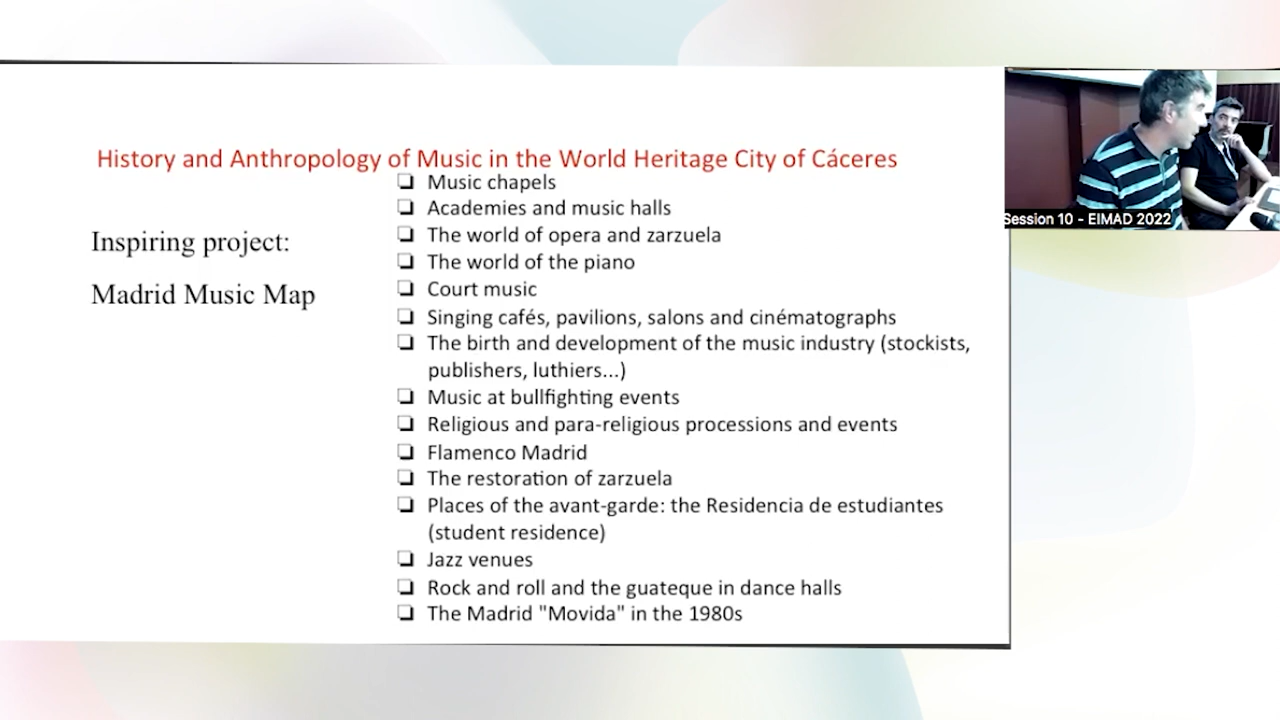 History and Anthropology of Music in the World Heritage City of Cáceres
Inspiring project:
Madrid Music Map
❑ Music chapels
❑ Academies and music halls
❑ The world of opera and zarzuela
❑ The world of the piano
❑ Court music
❑ Singing cafés, pavilions, salons and cinématographs
❑ The birth and development of the music industry (stockists,
publishers, luthiers...)
❑ Music at bullfighting events
❑ Religious and para-religious processions and events
❑ Flamenco Madrid
❑ The restoration of zarzuela
❑ Places of the avant-garde: the Residencia de estudiantes
(student residence)
❑ Jazz venues
❑ Rock and roll and the guateque in dance halls
❑ The Madrid "Movida" in the 1980s
Session 10 - EIMAD 2022